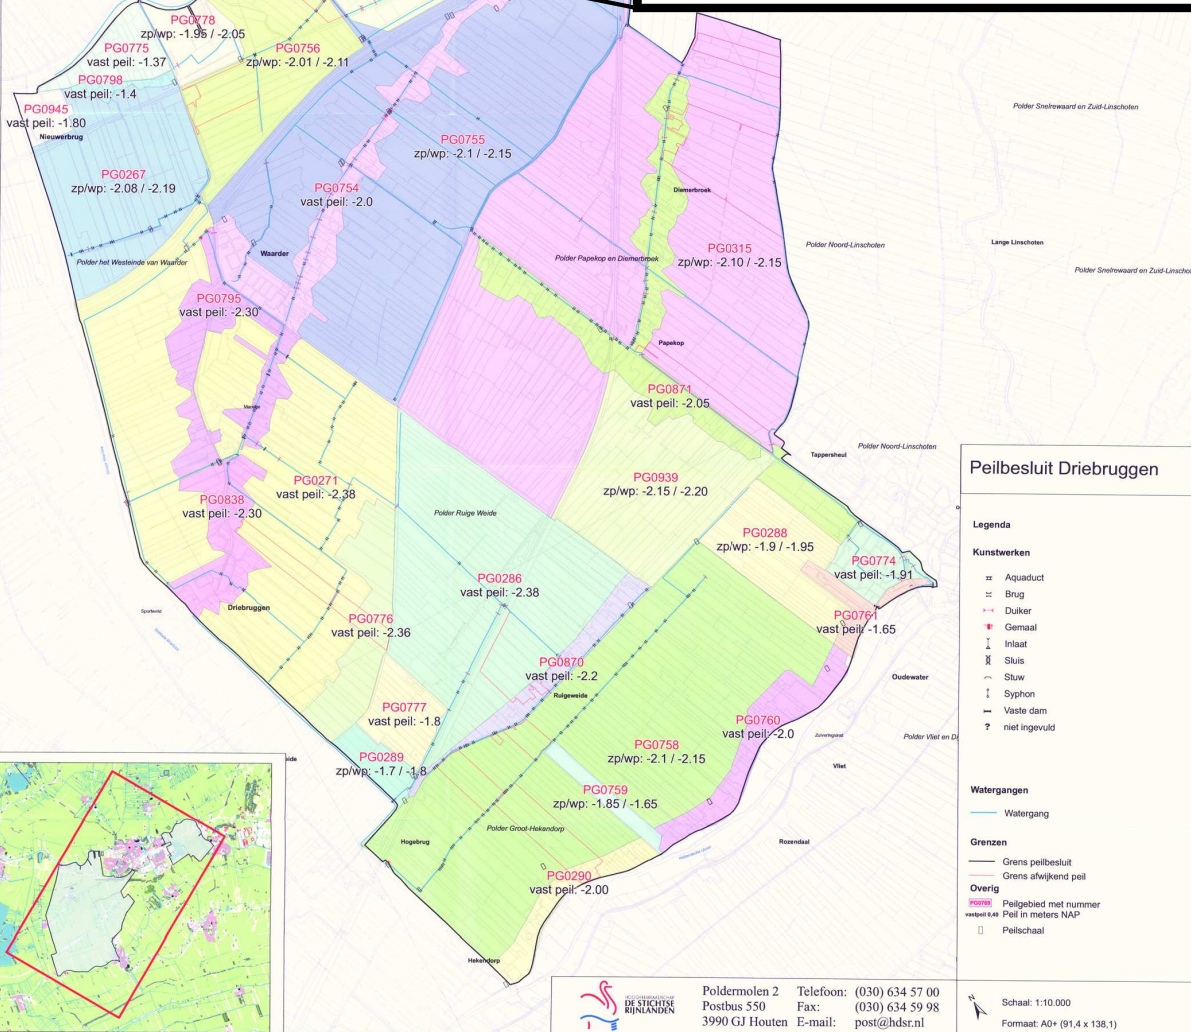 PG0778
zp/wp: -1.95 / -2.05
PG0775
vast peil: -1.37
PG0756
zp/wp: -2.01 / -2.11
PG0798
vast peil: -1.4
PG0945
vast peil: -1.80
Nieuwerbrug
PG0267
zp/wp: -2.08 / -2.19
PG0755
zp/wp: -2.1 / -2.15
PG0754
vast peil: -2.0
Polder Snelrewaard en Zuid-Linschoten
Diemerbroek
Polder het Westeinde van Waarder
Waarder
Polder Papekop en Diemerbroek
PG0315
zp/wp: -2.10 / -2.15
Polder Noord-Linschoten
Lange Linschoten
Polder Snelrewaard en Zuid-Linscho
PG0795
vast peil: -2.30
Papekop
PG0871
vast peil: -2.05
Polder Noord-Linschoten
Tappersheul
PG0271
vast peil: -2.38
PG0838
vast peil: -2.30
Polder Ruige Weide
PG0939
zp/wp: -2.15 / -2.20
PG0288
zp/wp: -1.9 / -1.95
PG0774
vast peil: -1.91
PG0286
vast peil: -2.38
Driebruggen
PG0776
vast peil: -2.36
PG0761
vast peil: -1.65
PG0870
vast peil: -2.2
Ruigeweide
Oudewater
PG0777
vast peil: -1.8
PG0760
vast peil: -2.0
Polder Vliet en Di
PG0289
zp/wp: -1.7 / -1.8
PG0758
zp/wp: -2.1 / -2.15
Vliet
PG0759
zp/wp: -1.85 / -1.65
Polder Groot-Hekendorp
Hogebrug
Rozendaal
PG0290
vast peil: -2.00
Hekendorp
Peilbesluit Driebruggen
Legenda
Kunstwerken
Aquaduct
Brug
Duiker
Gemaal
Inlaat
Sluis
Stuw
Syphon
Vaste dam
? niet ingevuld
Watergangen
Watergang
Grenzen
Grens peilbesluit
Grens afwijkend peil
Overig
PG0769 Peilgebied met nummer
vastpeil 0,40 Peil in meters NAP
Peilschaal
HOOGHEEMRAADSCHAP
DE STICHTSE
RIJNLANDEN
Poldermolen 2 Telefoon: (030) 634 57 00
Postbus 550 Fax: (030) 634 59 98
3990 GJ Houten E-mail: post@hdsr.nl
N
Schaal: 1:10.000
Formaat: A0+ (91,4 x 138,1)